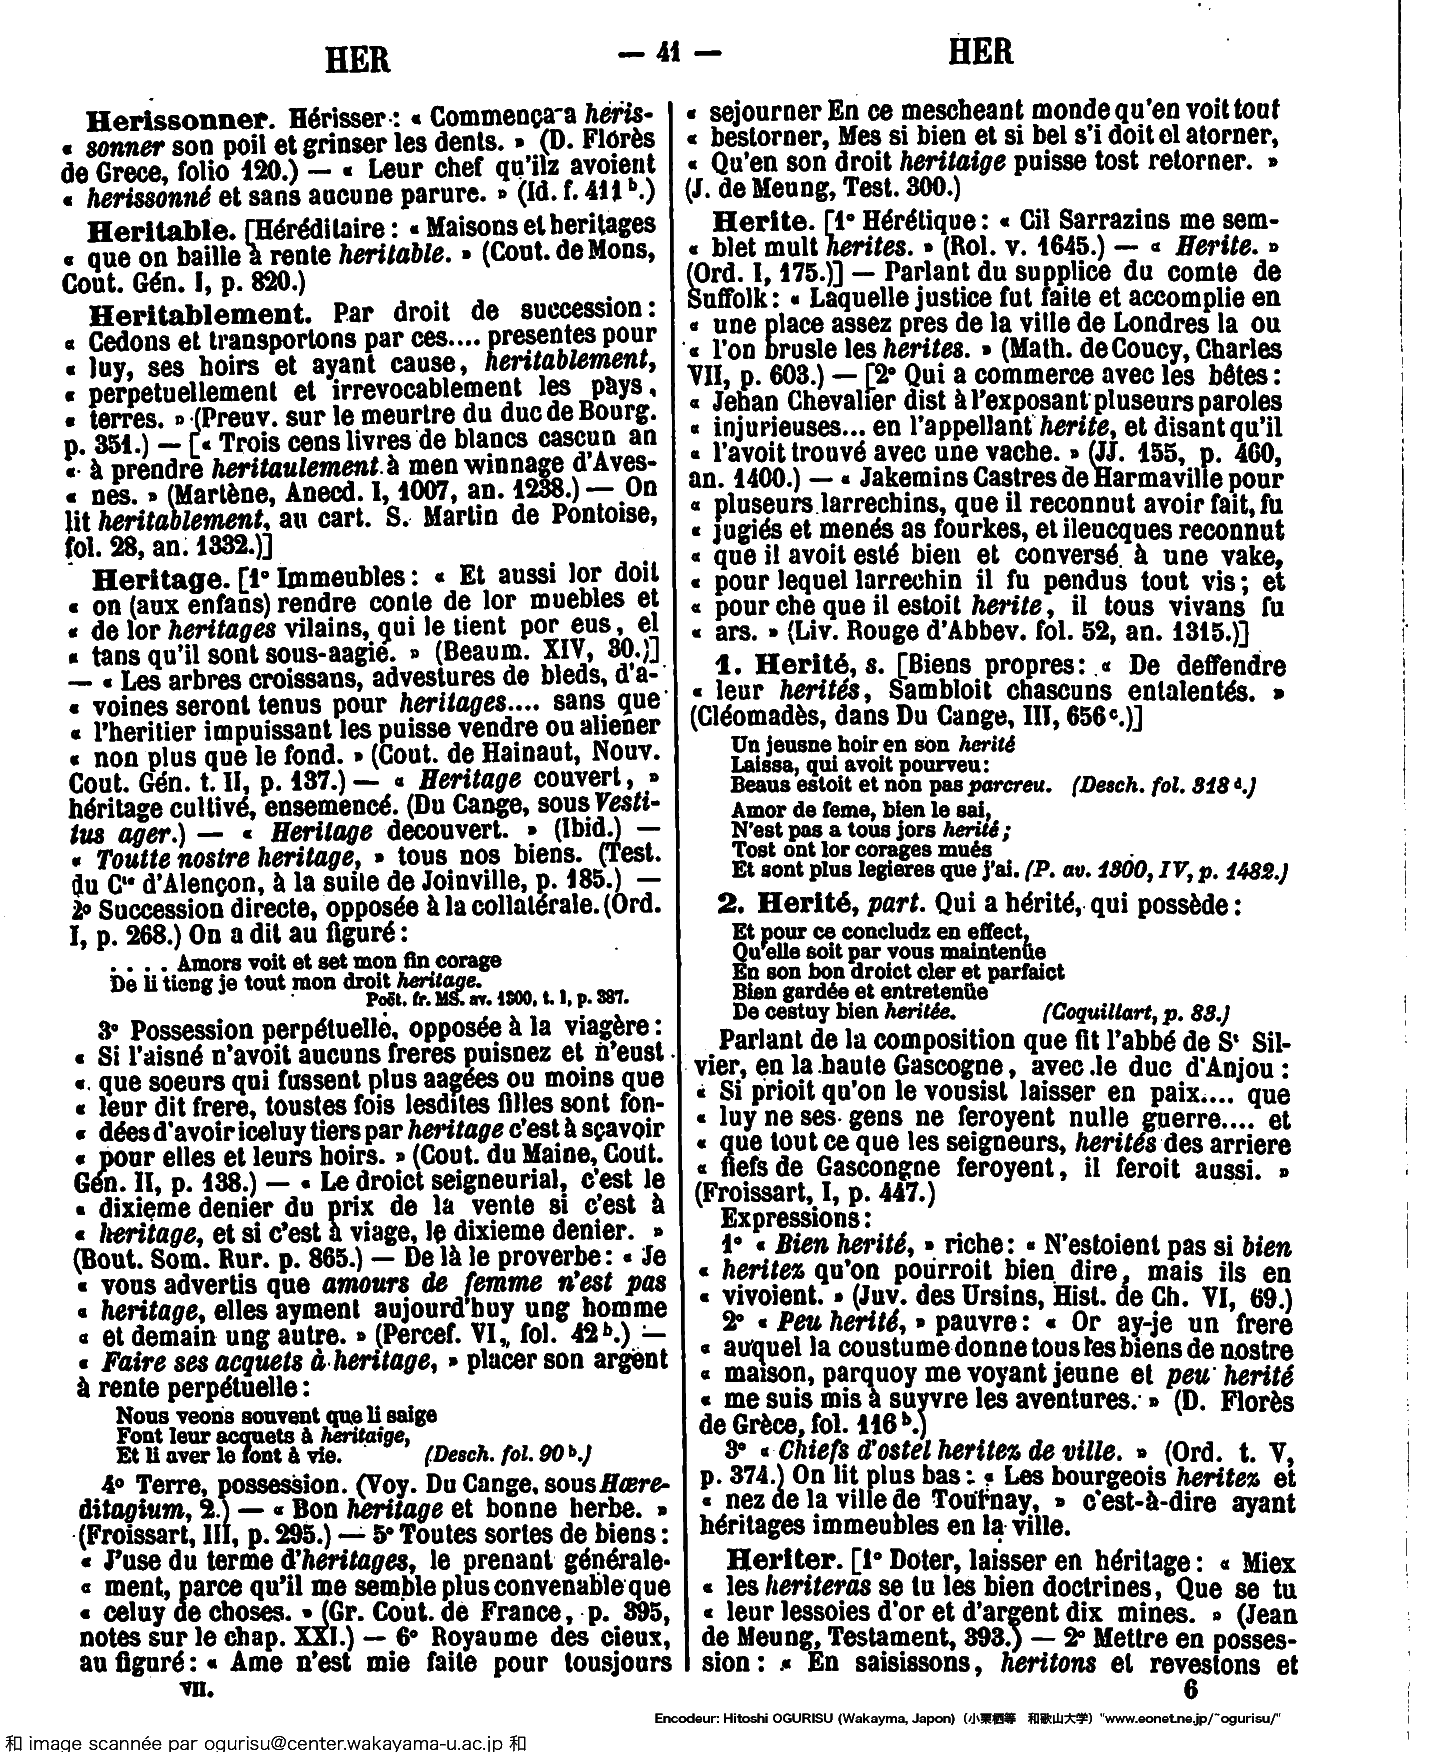 HER — 41 — HER
Herissonner. Hérisser : « Commença a heris-
« sonner son poil et grinser les dents. » (D. Florès
de Grece, folio 120.) — « Leur chef qu'ilz avoient
« herissonné et sans aucune parure. » (Id. f. 411ᵇ.)
Heritable. [Héréditaire : « Maisons et heritages
« que on baille à rente heritable. » (Cout. de Mons,
Cout. Gén. I, p. 820.)
Heritablement. Par droit de succession :
« Cedons et transportons par ces.... presentes pour
« luy, ses hoirs et ayant cause, heritablement,
« perpetuellement et irrevocablement les pays,
« terres. » (Preuv. sur le meurtre du duc de Bourg.
p. 351.) — [« Trois cens livres de blancs cascun an
« à prendre heritaulement à men winnage d'Aves-
« nes. » (Martène, Anecd. I, 1007, an. 1238.) — On
lit heritablement, au cart. S. Martin de Pontoise,
fol. 28, an. 1332.)]
Heritage. [1° Immeubles : « Et aussi lor doit
« on (aux enfans) rendre conte de lor muebles et
« de lor heritages vilains, qui le tient por eus, el
« tans qu'il sont sous-aagie. » (Beaum. XIV, 30.)]
— « Les arbres croissans, advestures de bleds, d'a-
« voines seront tenus pour heritages.... sans que
« l'heritier impuissant les puisse vendre ou aliener
« non plus que le fond. » (Cout. de Hainaut, Nouv.
Cout. Gén. t. II, p. 137.) — « Heritage couvert, »
héritage cultivé, ensemencé. (Du Cange, sous Vesti-
tus ager.) — « Heritage decouvert. » (Ibid.) —
« Toutte nostre heritage, » tous nos biens. (Test.
du Cᵗᵉ d'Alençon, à la suite de Joinville, p. 185.) —
2° Succession directe, opposée à la collatérale. (Ord.
I, p. 268.) On a dit au figuré :
. . . . Amors voit et set mon fin corage
De li tieng je tout mon droit heritage.
Poët. fr. MS. av. 1300, t. I, p. 387.
3° Possession perpétuelle, opposée à la viagère :
« Si l'aisné n'avoit aucuns freres puisnez et n'eust
« que soeurs qui fussent plus aagées ou moins que
« leur dit frere, toustes fois lesdites filles sont fon-
« dées d'avoir iceluy tiers par heritage c'est à sçavoir
« pour elles et leurs hoirs. » (Cout. du Maine, Cout.
Gén. II, p. 138.) — « Le droict seigneurial, c'est le
« dixieme denier du prix de la vente si c'est à
« heritage, et si c'est à viage, le dixieme denier. »
(Bout. Som. Rur. p. 865.) — De là le proverbe : « Je
« vous advertis que amours de femme n'est pas
« heritage, elles ayment aujourd'huy ung homme
« et demain ung autre. » (Percef. VI, fol. 42ᵇ.) —
« Faire ses acquets à heritage, » placer son argent
à rente perpétuelle :
Nous veons souvent que li saige
Font leur acquets à heritaige,
Et li aver le font à vie. (Desch. fol. 90ᵇ.)
4° Terre, possession. (Voy. Du Cange, sous Hære-
ditagium, 2.) — « Bon heritage et bonne herbe. »
(Froissart, III, p. 295.) — 5° Toutes sortes de biens :
« J'use du terme d'heritages, le prenant générale-
« ment, parce qu'il me semble plus convenable que
« celuy de choses. » (Gr. Cout. de France, p. 395,
notes sur le chap. XXI.) — 6° Royaume des cieux,
au figuré : « Ame n'est mie faite pour tousjours
VII.
« sejourner En ce mescheant monde qu'en voit tout
« bestorner, Mes si bien et si bel s'i doit el atorner,
« Qu'en son droit heritaige puisse tost retorner. »
(J. de Meung, Test. 300.)
Herite. [1° Hérétique : « Cil Sarrazins me sem-
« blet mult herites. » (Rol. v. 1645.) — « Herite. »
(Ord. I, 175.)] — Parlant du supplice du comte de
Suffolk : « Laquelle justice fut faite et accomplie en
« une place assez pres de la ville de Londres la ou
« l'on brusle les herites. » (Math. de Coucy, Charles
VII, p. 603.) — [2° Qui a commerce avec les bêtes :
« Jehan Chevalier dist à l'exposant pluseurs paroles
« injurieuses... en l'appellant herite, et disant qu'il
« l'avoit trouvé avec une vache. » (JJ. 155, p. 460,
an. 1400.) — « Jakemins Castres de Harmaville pour
« pluseurs larrechins, que il reconnut avoir fait, fu
« jugiés et menés as fourkes, et ileucques reconnut
« que il avoit esté bieu et conversé à une vake,
« pour lequel larrechin il fu pendus tout vis ; et
« pour che que il estoit herite, il tous vivans fu
« ars. » (Liv. Rouge d'Abbev. fol. 52, an. 1315.)]
1. Herité, s. [Biens propres : « De deffendre
« leur herités, Sambloit chascuns entalentés. »
(Cléomadès, dans Du Cange, III, 656ᶜ.)]
Un jeusne hoir en son herité
Laissa, qui avoit pourveu :
Beaus estoit et non pas parcreu. (Desch. fol. 318ᵈ.)
Amor de feme, bien le sai,
N'est pas a tous jors herité ;
Tost ont lor corages mués
Et sont plus legieres que j'ai. (P. av. 1300, IV, p. 1482.)
2. Herité, part. Qui a hérité, qui possède :
Et pour ce concludz en effect,
Qu'elle soit par vous maintenüe
En son bon droict cler et parfaict
Bien gardée et entretenüe
De cestuy bien heritée. (Coquillart, p. 83.)
Parlant de la composition que fit l'abbé de Sᵗ Sil-
vier, en la haute Gascogne, avec le duc d'Anjou :
« Si prioit qu'on le vousist laisser en paix.... que
« luy ne ses gens ne feroyent nulle guerre.... et
« que tout ce que les seigneurs, herités des arriere
« fiefs de Gascongne feroyent, il feroit aussi. »
(Froissart, I, p. 447.)
Expressions :
1° « Bien herité, » riche : « N'estoient pas si bien
« heritez qu'on pourroit bien dire, mais ils en
« vivoient. » (Juv. des Ursins, Hist. de Ch. VI, 69.)
2° « Peu herité, » pauvre : « Or ay-je un frere
« auquel la coustume donne tous les biens de nostre
« maison, parquoy me voyant jeune et peu herité
« me suis mis à suyvre les aventures. » (D. Florès
de Grèce, fol. 116ᵇ.)
3° « Chiefs d'ostel heritez de ville. » (Ord. t. V,
p. 374.) On lit plus bas : « Les bourgeois heritez et
« nez de la ville de Tournay, » c'est-à-dire ayant
héritages immeubles en la ville.
Heriter. [1° Doter, laisser en héritage : « Miex
« les heriteras se tu les bien doctrines, Que se tu
« leur lessoies d'or et d'argent dix mines. » (Jean
de Meung, Testament, 393.) — 2° Mettre en posses-
sion : « En saisissons, heritons et revestons et
6
Encodeur: Hitoshi OGURISU (Wakayma, Japon) (小栗栖等 和歌山大学) "www.eonet.ne.jp/~ogurisu/"
和 image scannée par ogurisu@center.wakayama-u.ac.jp 和